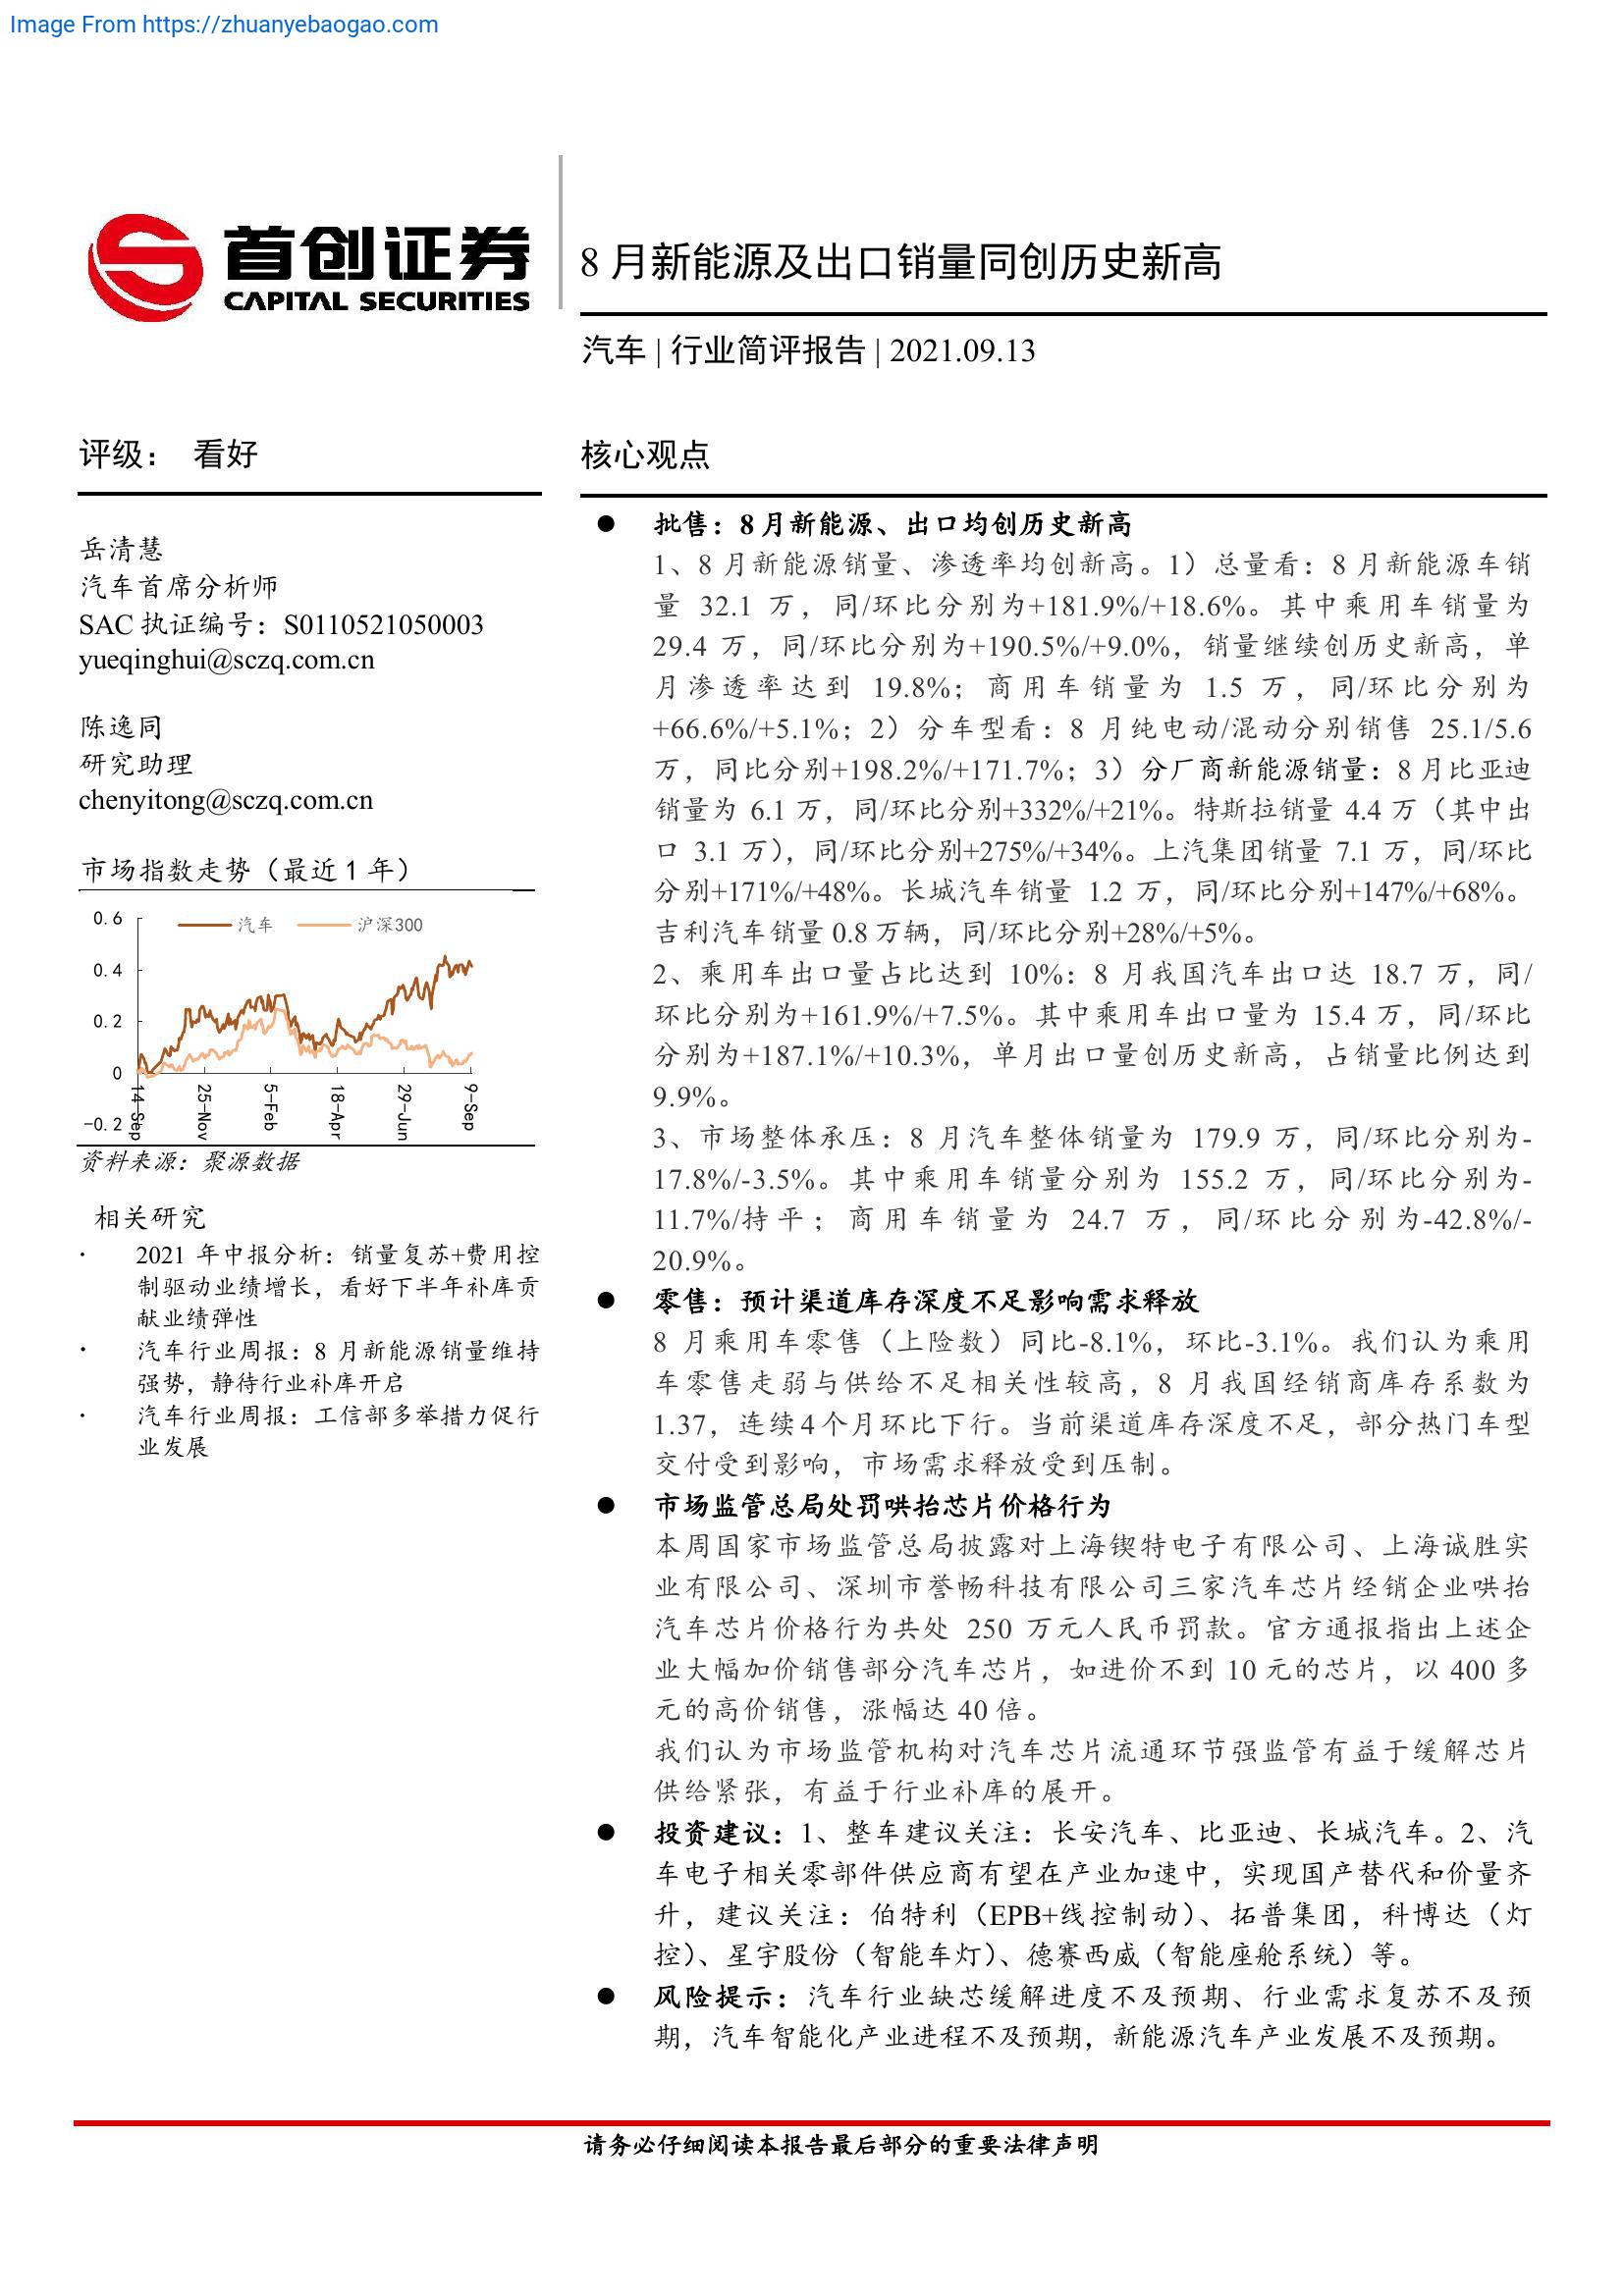 Image From https://zhuanyebaogao.com
首创证券
CAPITAL SECURITIES
8 月新能源及出口销量同创历史新高
汽车 | 行业简评报告 | 2021.09.13
评级： 看好
岳清慧
汽车首席分析师
SAC 执证编号：S0110521050003
yueqinghui@sczq.com.cn
陈逸同
研究助理
chenyitong@sczq.com.cn
市场指数走势（最近 1 年）
汽车
沪深300
0.6
0.4
0.2
0
-0.2
14-Sep
25-Nov
5-Feb
18-Apr
29-Jun
9-Sep
资料来源：聚源数据
相关研究
· 2021 年中报分析：销量复苏+费用控
制驱动业绩增长，看好下半年补库贡
献业绩弹性
· 汽车行业周报：8 月新能源销量维持
强势，静待行业补库开启
· 汽车行业周报：工信部多举措力促行
业发展
核心观点
● 批售：8 月新能源、出口均创历史新高
1、8 月新能源销量、渗透率均创新高。1）总量看：8 月新能源车销
量 32.1 万，同/环比分别为+181.9%/+18.6%。其中乘用车销量为
29.4 万，同/环比分别为+190.5%/+9.0%，销量继续创历史新高，单
月渗透率达到 19.8%；商用车销量为 1.5 万，同/环比分别为
+66.6%/+5.1%；2）分车型看：8 月纯电动/混动分别销售 25.1/5.6
万，同比分别+198.2%/+171.7%；3）分厂商新能源销量：8 月比亚迪
销量为 6.1 万，同/环比分别+332%/+21%。特斯拉销量 4.4 万（其中出
口 3.1 万），同/环比分别+275%/+34%。上汽集团销量 7.1 万，同/环比
分别+171%/+48%。长城汽车销量 1.2 万，同/环比分别+147%/+68%。
吉利汽车销量 0.8 万辆，同/环比分别+28%/+5%。
2、乘用车出口量占比达到 10%：8 月我国汽车出口达 18.7 万，同/
环比分别为+161.9%/+7.5%。其中乘用车出口量为 15.4 万，同/环比
分别为+187.1%/+10.3%，单月出口量创历史新高，占销量比例达到
9.9%。
3、市场整体承压：8 月汽车整体销量为 179.9 万，同/环比分别为-
17.8%/-3.5%。其中乘用车销量分别为 155.2 万，同/环比分别为-
11.7%/持平；商用车销量为 24.7 万，同/环比分别为-42.8%/-
20.9%。
● 零售：预计渠道库存深度不足影响需求释放
8 月乘用车零售（上险数）同比-8.1%，环比-3.1%。我们认为乘用
车零售走弱与供给不足相关性较高，8 月我国经销商库存系数为
1.37，连续 4 个月环比下行。当前渠道库存深度不足，部分热门车型
交付受到影响，市场需求释放受到压制。
● 市场监管总局处罚哄抬芯片价格行为
本周国家市场监管总局披露对上海锲特电子有限公司、上海诚胜实
业有限公司、深圳市誉畅科技有限公司三家汽车芯片经销企业哄抬
汽车芯片价格行为共处 250 万元人民币罚款。官方通报指出上述企
业大幅加价销售部分汽车芯片，如进价不到 10 元的芯片，以 400 多
元的高价销售，涨幅达 40 倍。
我们认为市场监管机构对汽车芯片流通环节强监管有益于缓解芯片
供给紧张，有益于行业补库的展开。
● 投资建议：1、整车建议关注：长安汽车、比亚迪、长城汽车。2、汽
车电子相关零部件供应商有望在产业加速中，实现国产替代和价量齐
升，建议关注：伯特利（EPB+线控制动）、拓普集团，科博达（灯
控）、星宇股份（智能车灯）、德赛西威（智能座舱系统）等。
● 风险提示：汽车行业缺芯缓解进度不及预期、行业需求复苏不及预
期，汽车智能化产业进程不及预期，新能源汽车产业发展不及预期。
请务必仔细阅读本报告最后部分的重要法律声明